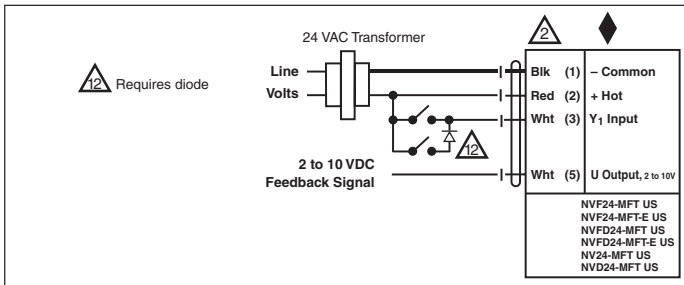 24 VAC Transformer
2
12 Requires diode
Line
Volts
Blk (1) – Common
Red (2) + Hot
Wht (3) Y1 Input
12
2 to 10 VDC
Feedback Signal
Wht (5) U Output, 2 to 10V
NVF24-MFT US
NVF24-MFT-E US
NVFD24-MFT US
NVFD24-MFT-E US
NV24-MFT US
NVD24-MFT US